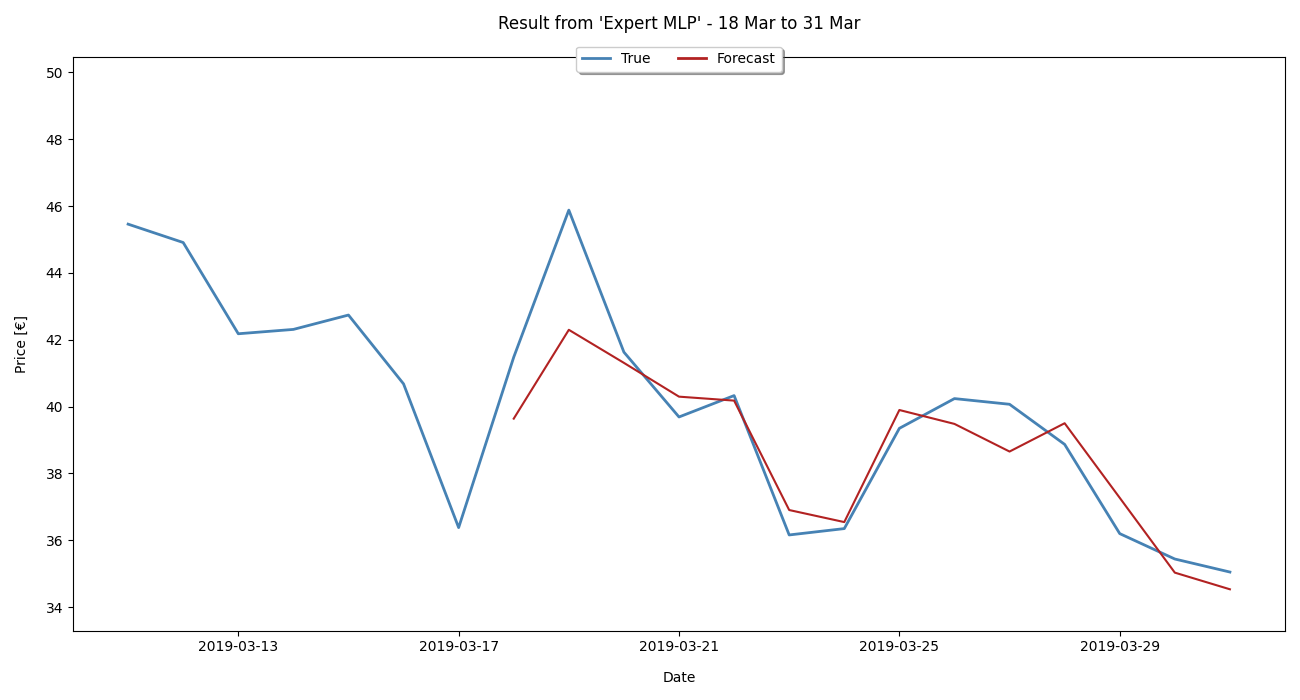 Result from 'Expert MLP' - 18 Mar to 31 Mar
True Forecast
50
48
46
44
42
40
38
36
34
Price [€]
2019-03-13 2019-03-17 2019-03-21 2019-03-25 2019-03-29
Date